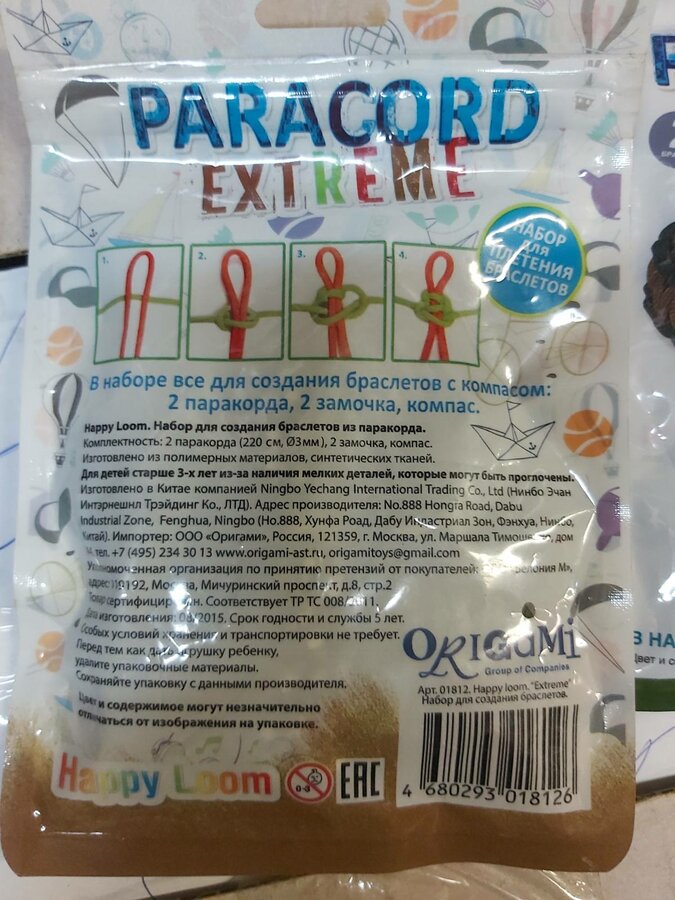 PARACORD
EXTREME
НАБОР
для
ПЛЕТЕНИЯ
БРАСЛЕТОВ
1.
2.
3.
4.
В наборе все для создания браслетов с компасом:
2 паракорда, 2 замочка, компас.
Happy Loom. Набор для создания браслетов из паракорда.
Комплектность: 2 паракорда (220 см, Ø3мм), 2 замочка, компас.
Изготовлено из полимерных материалов, синтетических тканей.
Для детей старше 3-х лет из-за наличия мелких деталей, которые могут быть проглочены.
Изготовлено в Китае компанией Ningbo Yechang International Trading Co., Ltd (Нинбо Эчан
Интэрнешнл Трэйдинг Ко., ЛТД). Адрес производителя: No.888 Hongra Road, Dabu
Industrial Zone, Fenghua, Ningbo (Но.888, Хунфа Роад, Дабу Индастриал Зон, Фэнхуа, Нинбо,
Китай). Импортер: ООО «Оригами», Россия, 121359, г. Москва, ул. Маршала Тимошенко, дом
тел. +7 (495) 234 30 13 www.origami-ast.ru, origamitoys@gmail.com
Уполномоченная организация по принятию претензий от покупателей: М»,
адрес: Москва, Мичуринский проспект, д.8, стр.2
Товар Соответствует ТР ТС 008/2011.
Дата изготовления: 08/2015. Срок годности и службы 5 лет.
Особых условий хранения и транспортировки не требует.
Перед тем как дать игрушку ребенку,
удалите упаковочные материалы.
Сохраняйте упаковку с данными производителя.
Цвет и содержимое могут незначительно
отличаться от изображения на упаковке.
ORIGAMI
Group of Companies
Арт. 01812. Happy loom. "Extreme"
Набор для создания браслетов.
Happy Loom
0-3
EAC
4 680293 018126